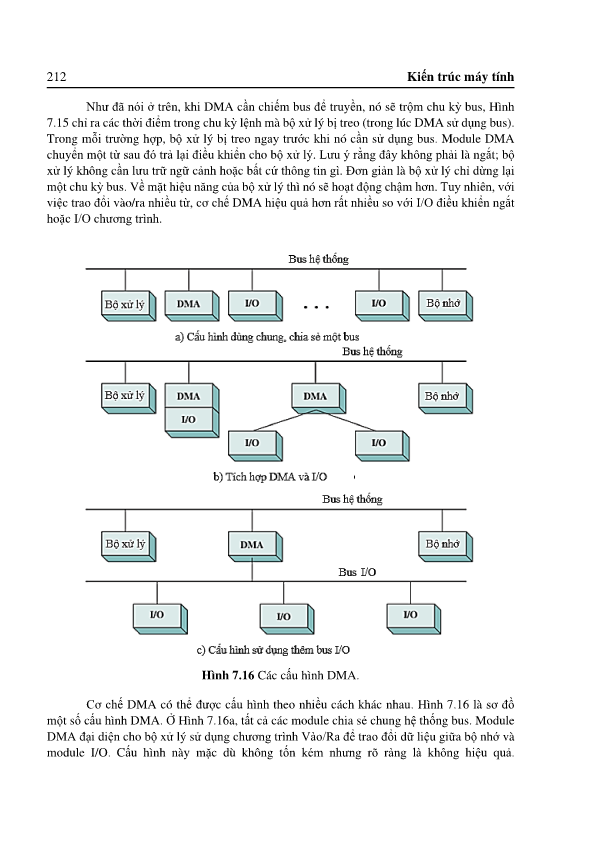 212
Kiến trúc máy tính
Như đã nói ở trên, khi DMA cần chiếm bus để truyền, nó sẽ trộm chu kỳ bus, Hình
7.15 chỉ ra các thời điểm trong chu kỳ lệnh mà bộ xử lý bị treo (trong lúc DMA sử dụng bus).
Trong mỗi trường hợp, bộ xử lý bị treo ngay trước khi nó cần sử dụng bus. Module DMA
chuyển một từ sau đó trả lại điều khiển cho bộ xử lý. Lưu ý rằng đây không phải là ngắt; bộ
xử lý không cần lưu trữ ngữ cảnh hoặc bất cứ thông tin gì. Đơn giản là bộ xử lý chỉ dừng lại
một chu kỳ bus. Về mặt hiệu năng của bộ xử lý thì nó sẽ hoạt động chậm hơn. Tuy nhiên, với
việc trao đổi vào/ra nhiều từ, cơ chế DMA hiệu quả hơn rất nhiều so với I/O điều khiển ngắt
hoặc I/O chương trình.
Bus hệ thống
Bộ xử lý DMA I/O . . . I/O Bộ nhớ
a) Cấu hình dùng chung, chia sẻ một bus
Bus hệ thống
Bộ xử lý DMA DMA Bộ nhớ
I/O
I/O I/O
b) Tích hợp DMA và I/O
Bus hệ thống
Bộ xử lý DMA Bộ nhớ
Bus I/O
I/O I/O I/O
c) Cấu hình sử dụng thêm bus I/O
Hình 7.16 Các cấu hình DMA.
Cơ chế DMA có thể được cấu hình theo nhiều cách khác nhau. Hình 7.16 là sơ đồ
một số cấu hình DMA. Ở Hình 7.16a, tất cả các module chia sẻ chung hệ thống bus. Module
DMA đại diện cho bộ xử lý sử dụng chương trình Vào/Ra để trao đổi dữ liệu giữa bộ nhớ và
module I/O. Cấu hình này mặc dù không tốn kém nhưng rõ ràng là không hiệu quả.